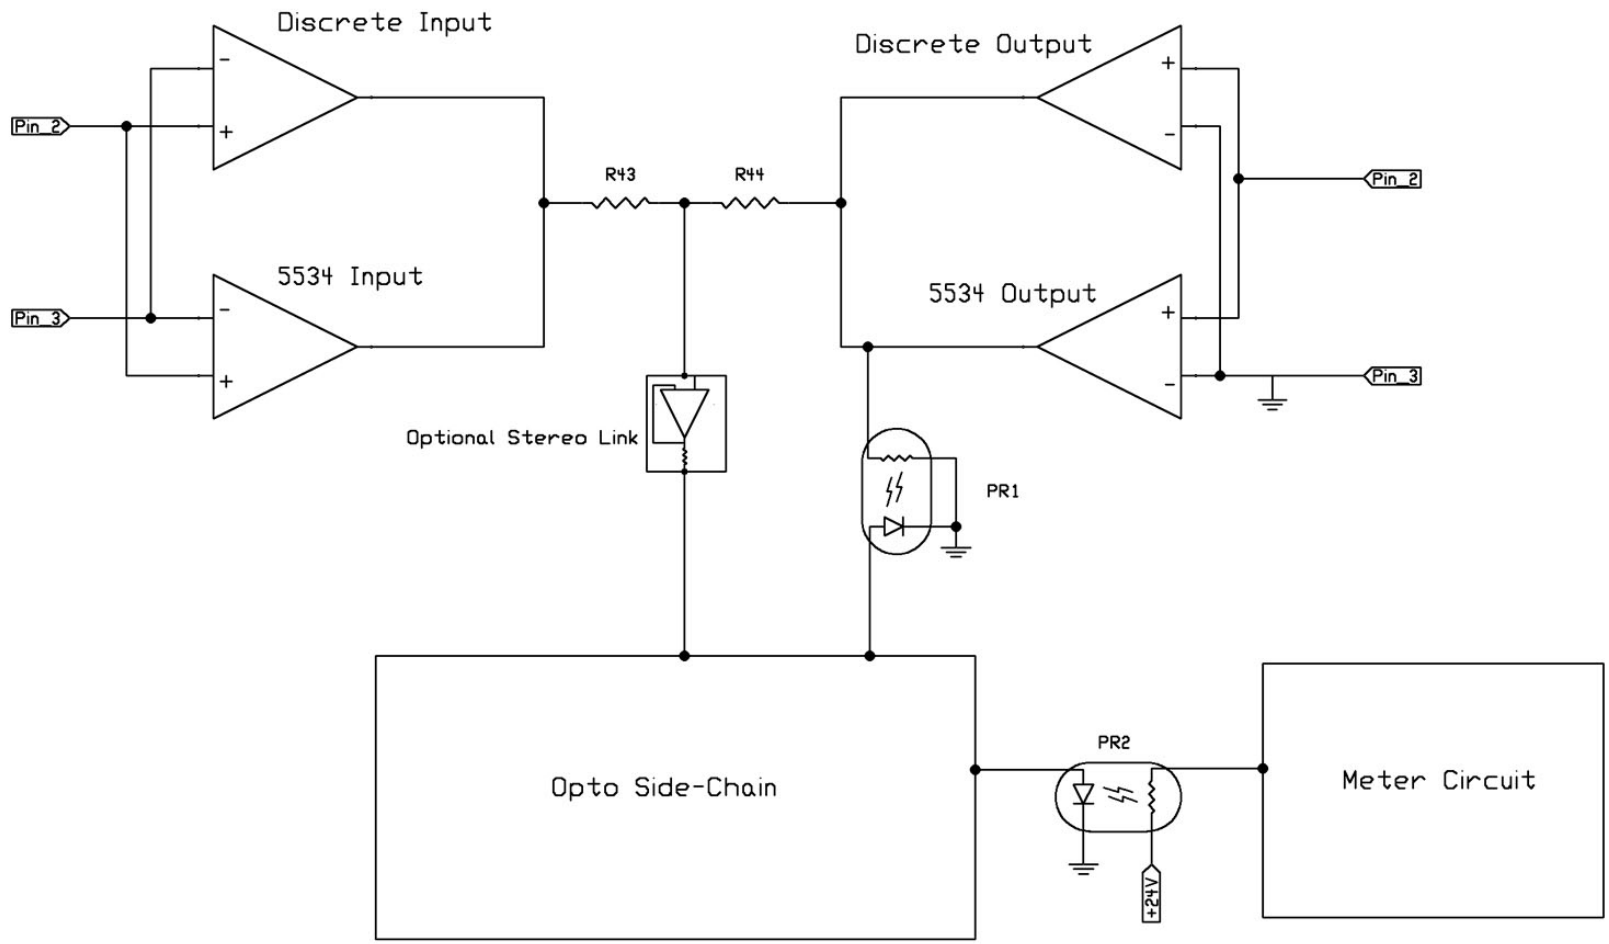 Discrete Input
Discrete Output
-
+
+
-
Pin_2
R43
R44
Pin_2
5534 Input
5534 Output
Pin_3
-
+
+
-
Pin_3
Optional Stereo Link
PR1
PR2
Opto Side-Chain
Meter Circuit
+24V